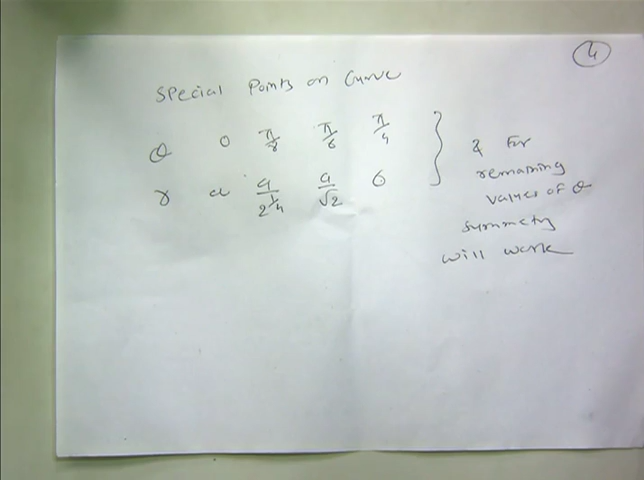 4
Special Points on Curve
θ 0 π/8 π/6 π/4
r a a/2^1/4 a/√2 0
& For
remaining
values of θ
symmety
will work